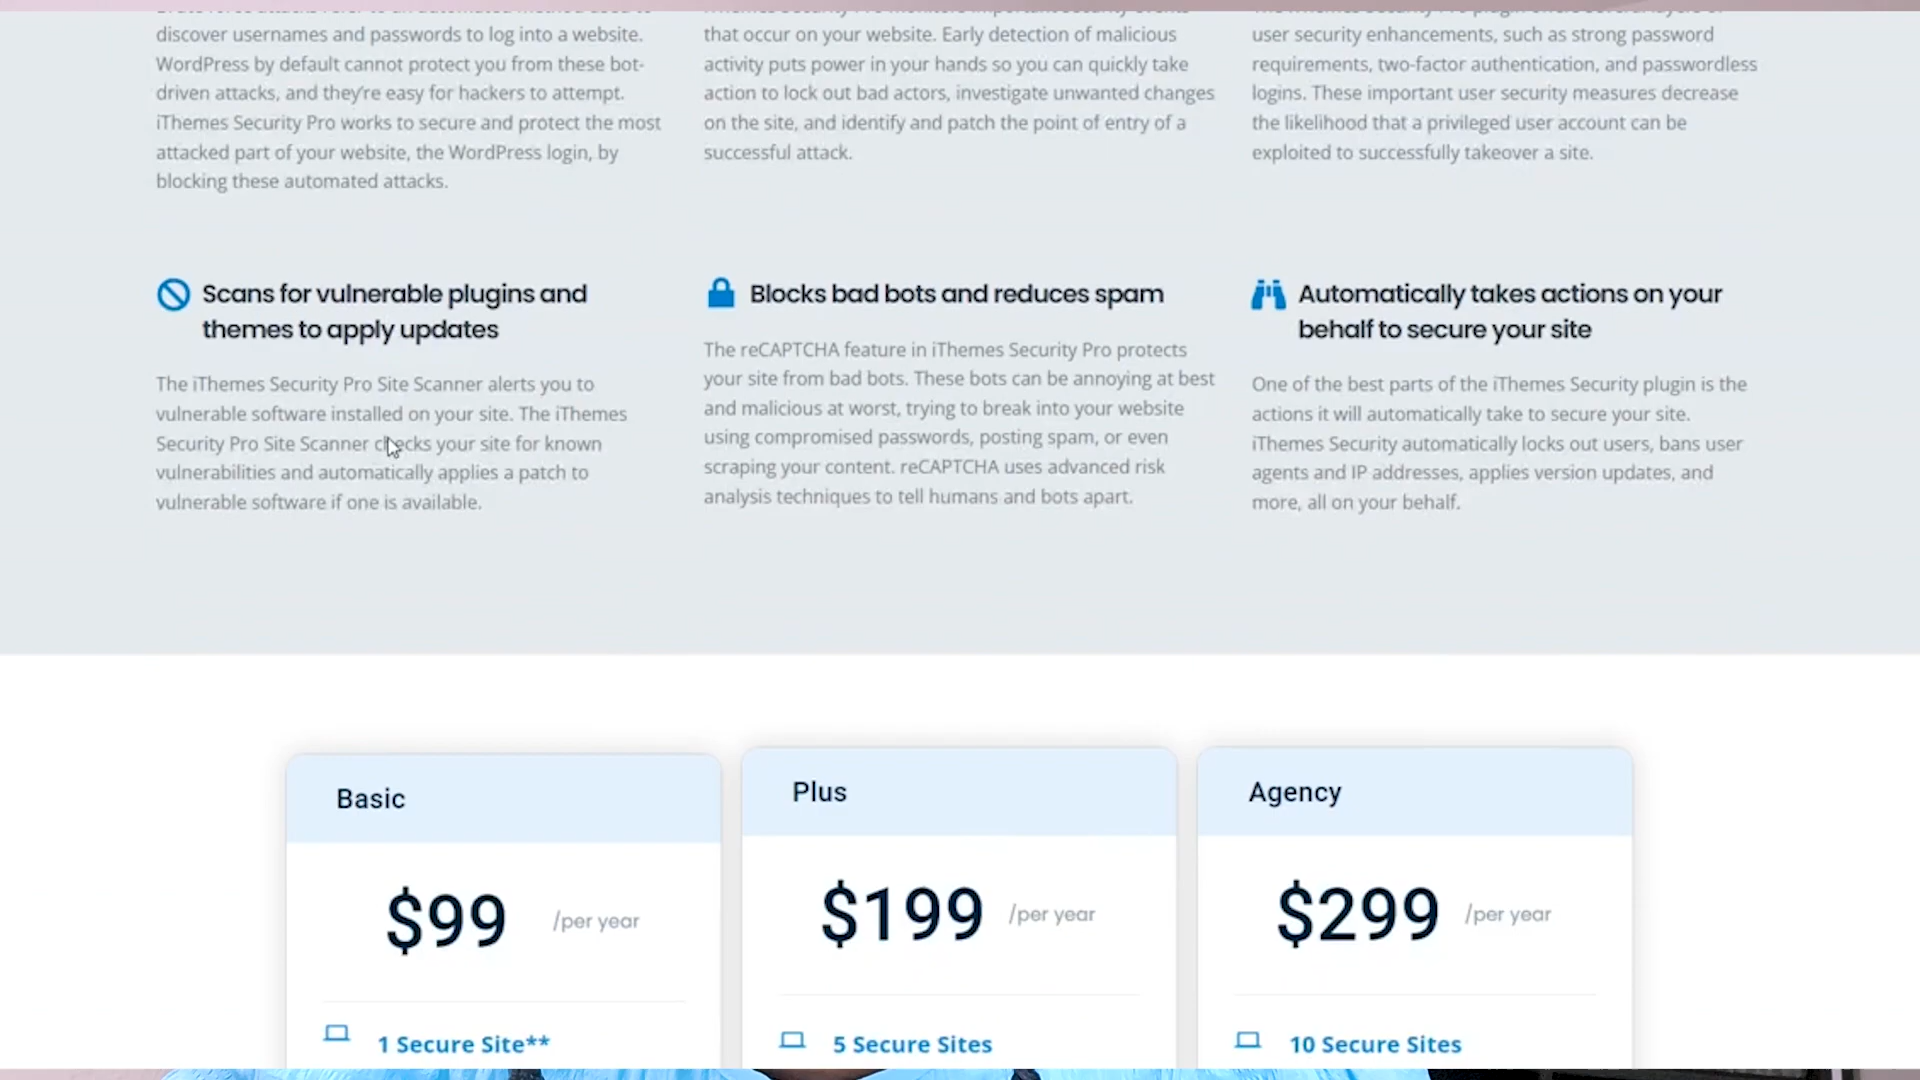 discover usernames and passwords to log into a website.
WordPress by default cannot protect you from these bot-
driven attacks, and they're easy for hackers to attempt.
iThemes Security Pro works to secure and protect the most
attacked part of your website, the WordPress login, by
blocking these automated attacks.
that occur on your website. Early detection of malicious
activity puts power in your hands so you can quickly take
action to lock out bad actors, investigate unwanted changes
on the site, and identify and patch the point of entry of a
successful attack.
user security enhancements, such as strong password
requirements, two-factor authentication, and passwordless
logins. These important user security measures decrease
the likelihood that a privileged user account can be
exploited to successfully takeover a site.
Scans for vulnerable plugins and
themes to apply updates
The iThemes Security Pro Site Scanner alerts you to
vulnerable software installed on your site. The iThemes
Security Pro Site Scanner checks your site for known
vulnerabilities and automatically applies a patch to
vulnerable software if one is available.
Blocks bad bots and reduces spam
The reCAPTCHA feature in iThemes Security Pro protects
your site from bad bots. These bots can be annoying at best
and malicious at worst, trying to break into your website
using compromised passwords, posting spam, or even
scraping your content. reCAPTCHA uses advanced risk
analysis techniques to tell humans and bots apart.
Automatically takes actions on your
behalf to secure your site
One of the best parts of the iThemes Security plugin is the
actions it will automatically take to secure your site.
iThemes Security automatically locks out users, bans user
agents and IP addresses, applies version updates, and
more, all on your behalf.
Basic
$99 /per year
1 Secure Site**
Plus
$199 /per year
5 Secure Sites
Agency
$299 /per year
10 Secure Sites